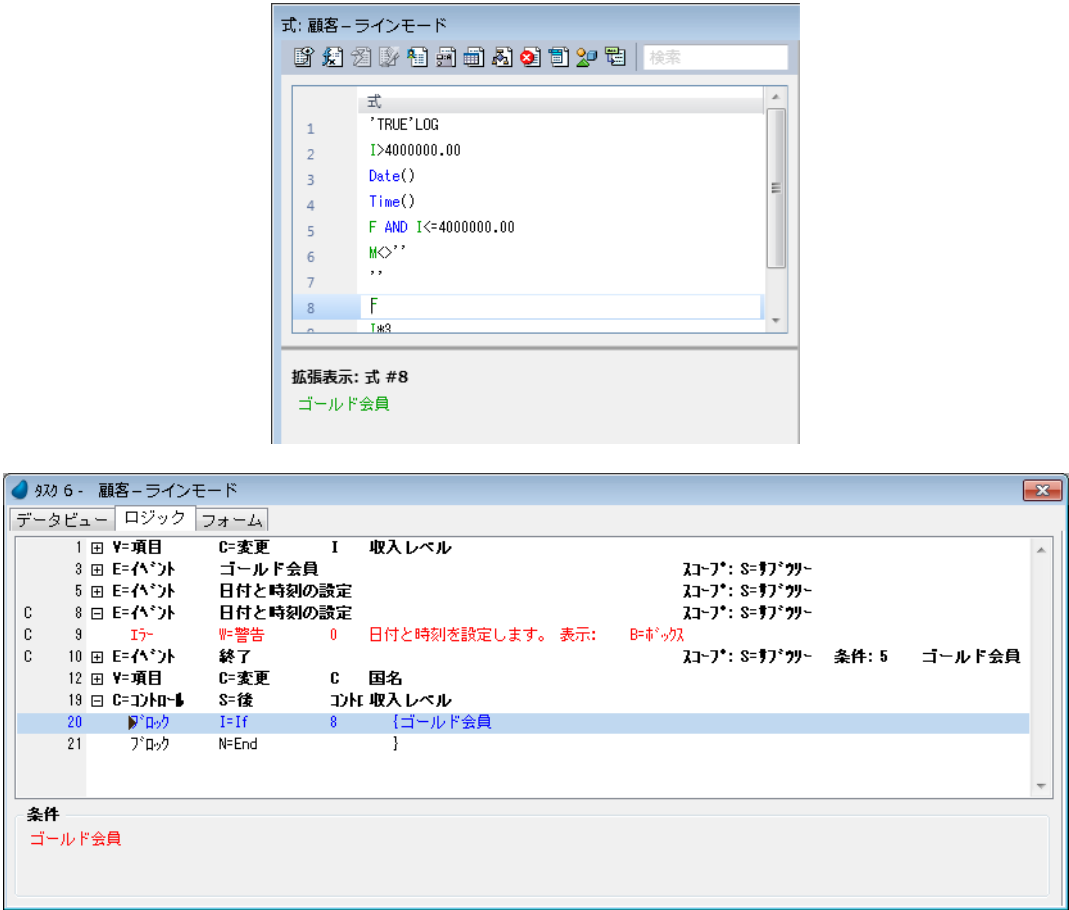 式: 顧客－ラインモード
検索
式
1 'TRUE'LOG
2 I>4000000.00
3 Date()
4 Time()
5 F AND I<=4000000.00
6 M<>''
7 ''
8 F
I*3
拡張表示: 式 #8
ゴールド会員
ﾀｽｸ 6 - 顧客－ラインモード
データビュー ロジック フォーム
1 V=項目 C=変更 I 収入レベル
3 E=ｲﾍﾞﾝﾄ ゴールド会員 ｽｺｰﾌﾟ: S=ｻﾌﾞﾂﾘｰ
5 E=ｲﾍﾞﾝﾄ 日付と時刻の設定 ｽｺｰﾌﾟ: S=ｻﾌﾞﾂﾘｰ
C 8 E=ｲﾍﾞﾝﾄ 日付と時刻の設定 ｽｺｰﾌﾟ: S=ｻﾌﾞﾂﾘｰ
C 9 ｴﾗｰ W=警告 0 日付と時刻を設定します。 表示: B=ﾎﾞｯｸｽ
C 10 E=ｲﾍﾞﾝﾄ 終了 ｽｺｰﾌﾟ: S=ｻﾌﾞﾂﾘｰ 条件: 5 ゴールド会員
12 V=項目 C=変更 C 国名
19 C=ｺﾝﾄﾛｰﾙ S=後 ｺﾝﾄﾛ 収入レベル
20 ﾌﾞﾛｯｸ I=If 8 {ゴールド会員
21 ﾌﾞﾛｯｸ N=End }
条件
ゴールド会員